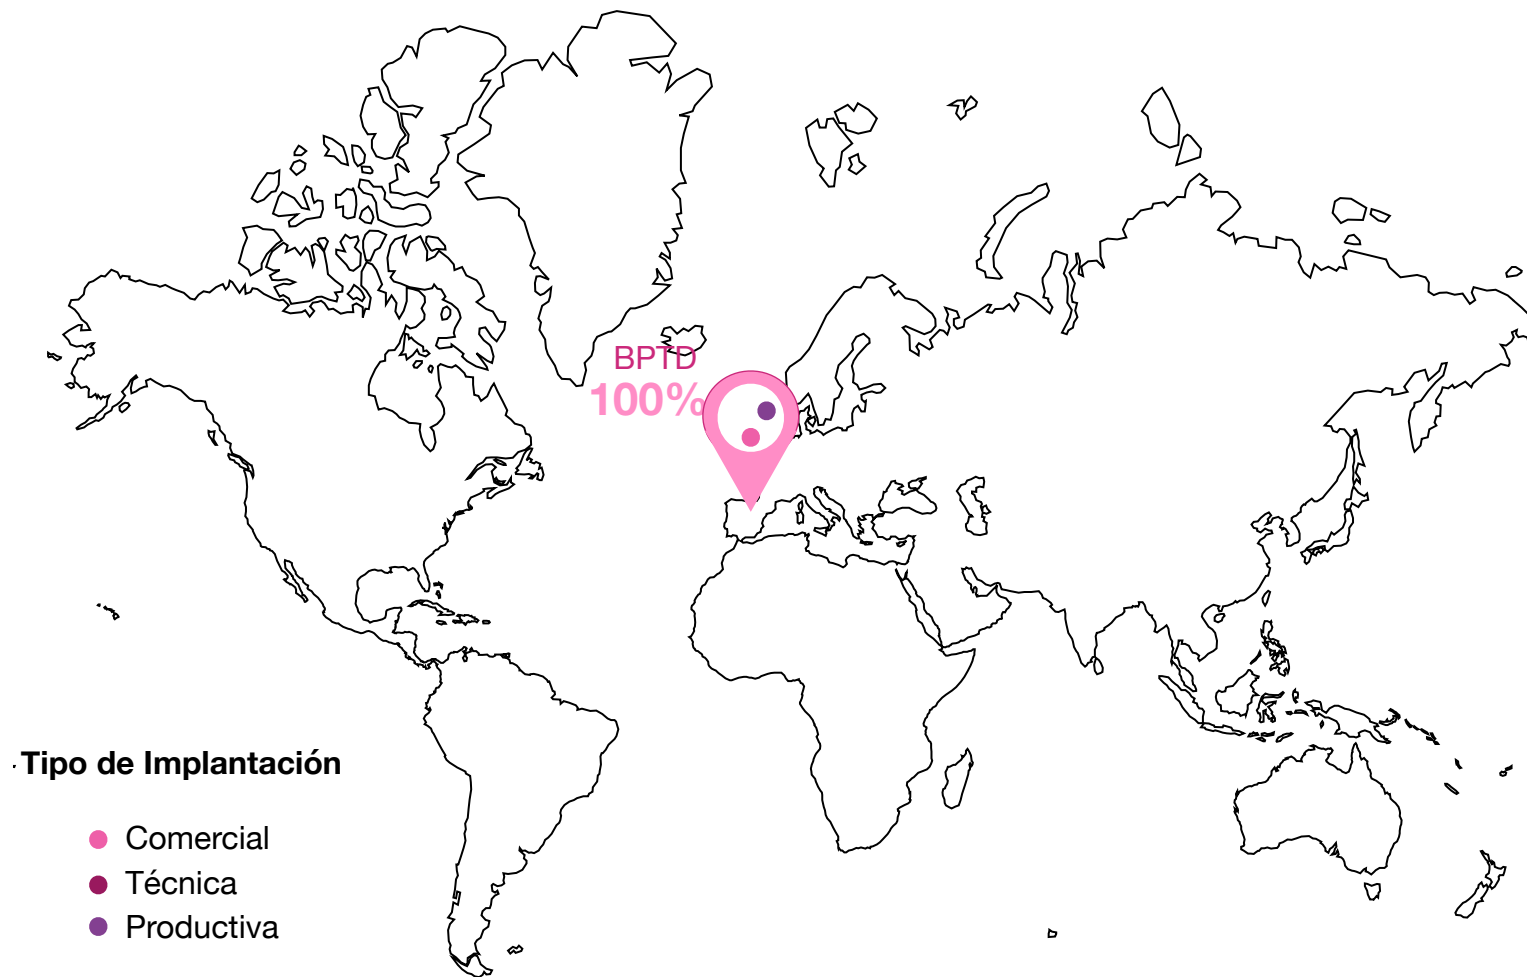 BPTD
100%
Tipo de Implantación
Comercial
Técnica
Productiva